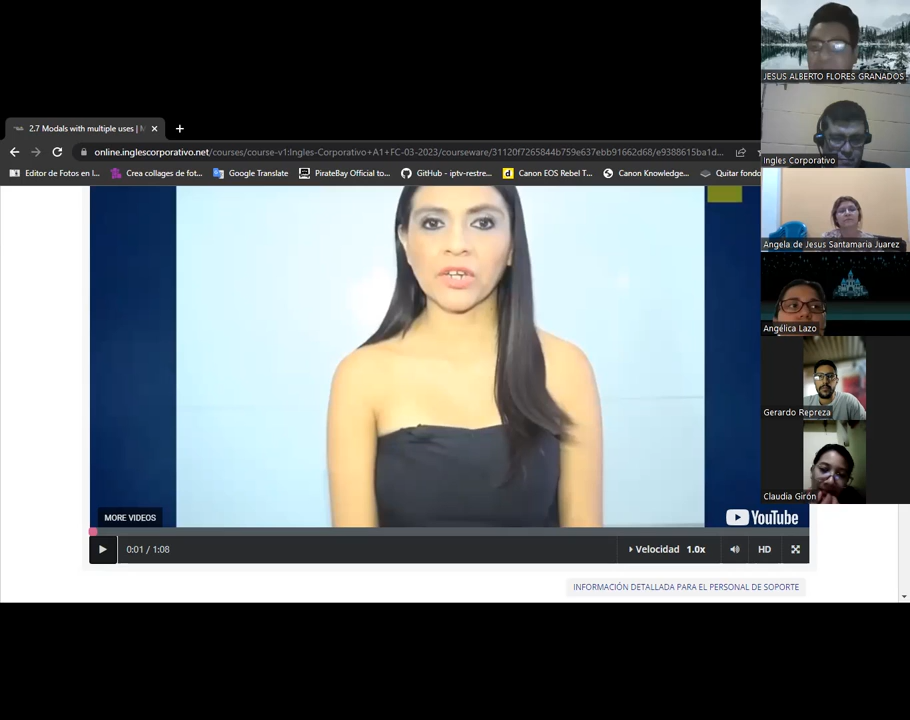 JESUS ALBERTO FLORES GRANADOS
2.7 Modals with multiple uses |
Ingles Corporativo
online.inglescorporativo.net/courses/course-v1:Ingles-Corporativo+A1+FC-03-2023/courseware/31120f7265844b759e637ebb91662d68/e9388615ba1d...
Editor de Fotos en l...
Crea collages de fot...
Google Translate
PirateBay Official to...
GitHub - iptv-restre...
Canon EOS Rebel T...
Canon Knowledge...
Quitar fondo
Angela de Jesus Santamaria Juarez
Angélica Lazo
Gerardo Repreza
Claudia Girón
MORE VIDEOS
YouTube
0:01 / 1:08
Velocidad 1.0x
HD
INFORMACIÓN DETALLADA PARA EL PERSONAL DE SOPORTE